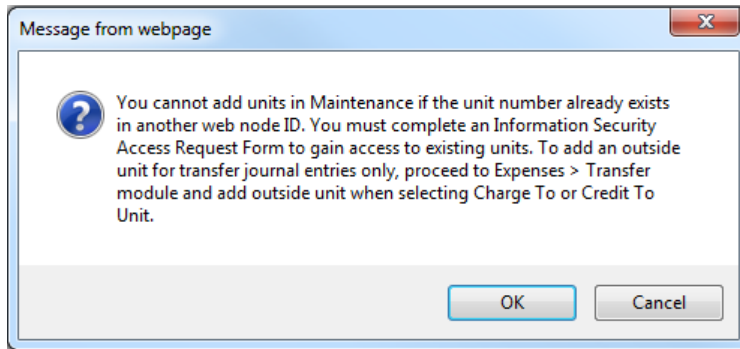 Message from webpage
You cannot add units in Maintenance if the unit number already exists
in another web node ID. You must complete an Information Security
Access Request Form to gain access to existing units. To add an outside
unit for transfer journal entries only, proceed to Expenses > Transfer
module and add outside unit when selecting Charge To or Credit To
Unit.
OK
Cancel